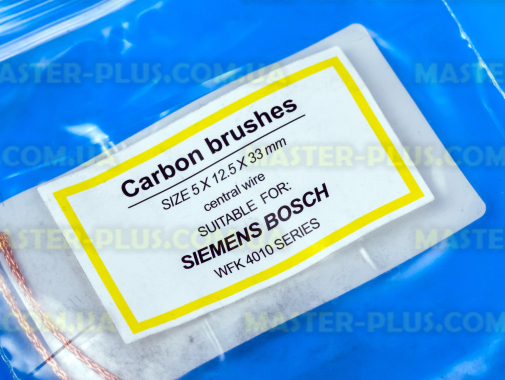 MASTER-PLUS.COM.UA
Carbon brushes
SIZE 5 X 12.5 X 33 mm
central wire
SUITABLE FOR:
SIEMENS BOSCH
WFK 4010 SERIES